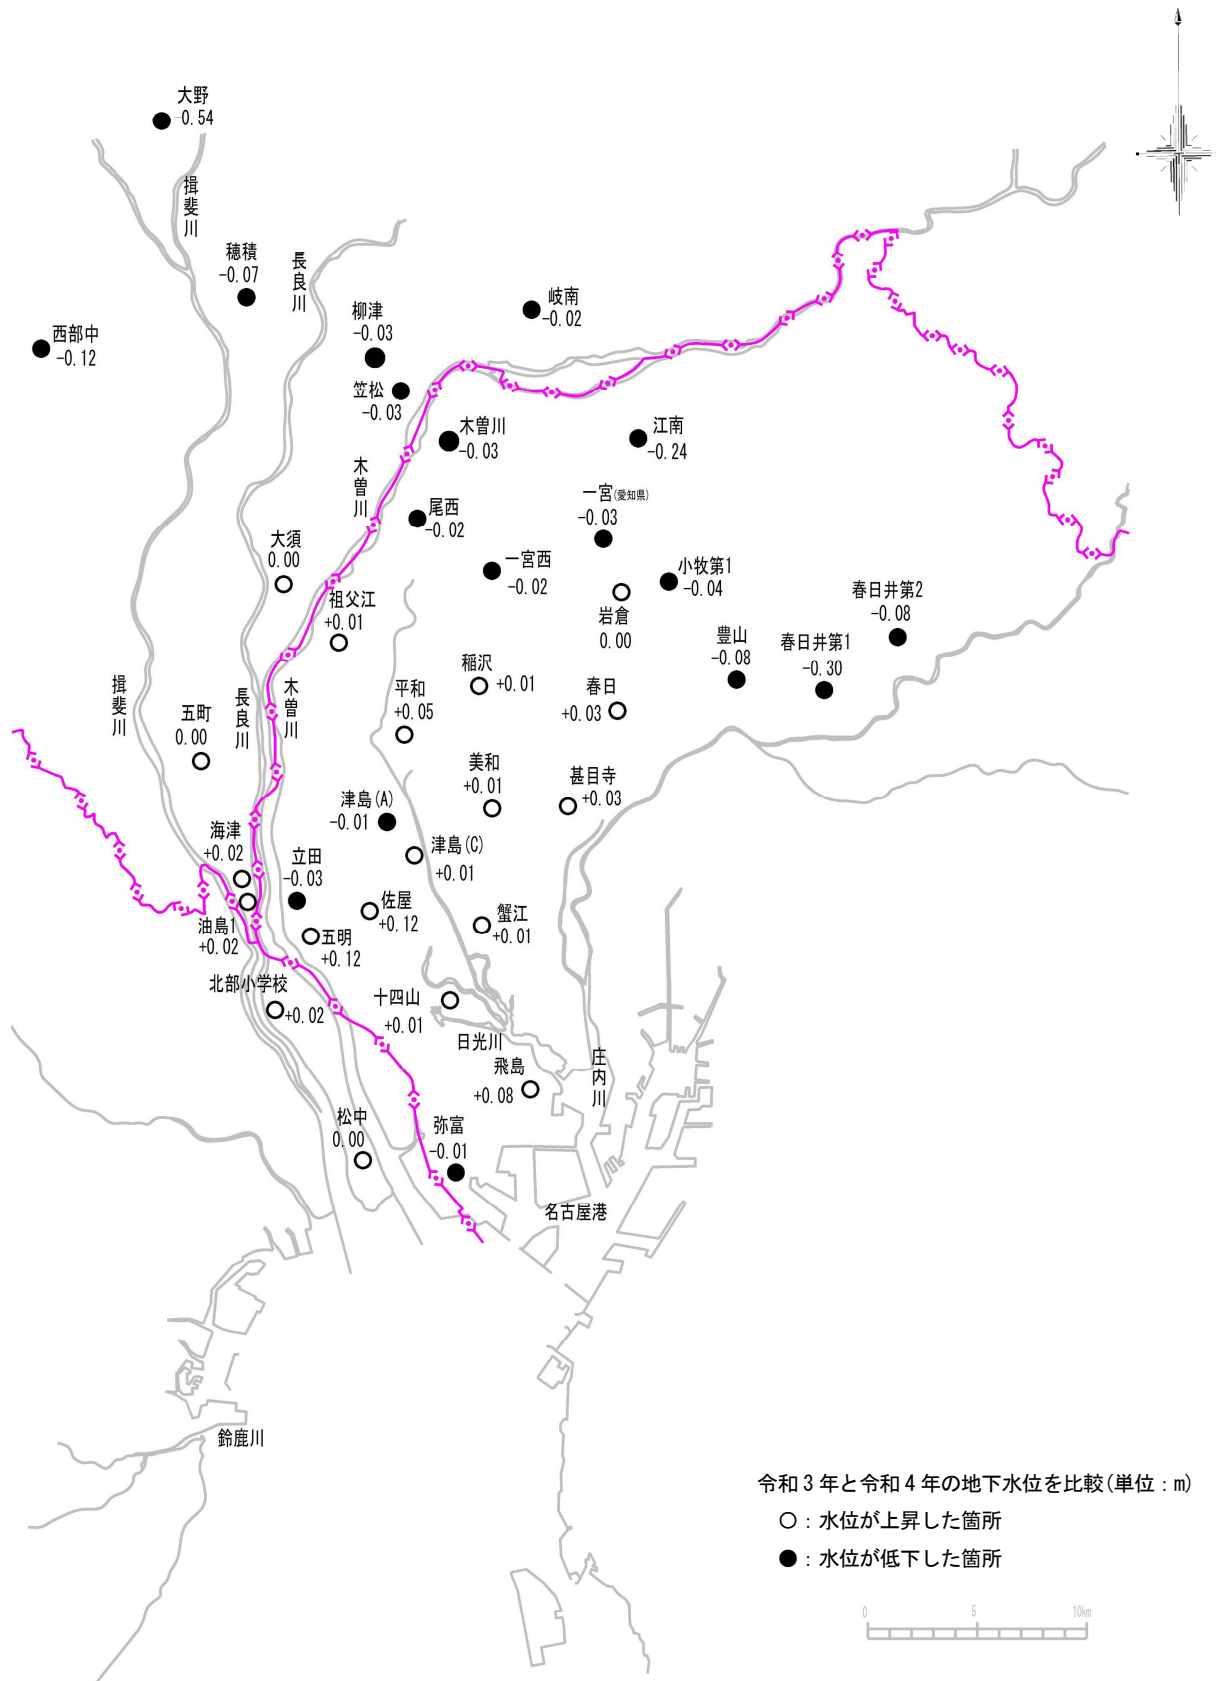 大野
-0.54
揖斐川
穂積
-0.07
長良川
岐南
-0.02
柳津
-0.03
西部中
-0.12
笠松
-0.03
木曽川
-0.03
江南
-0.24
木曽川
尾西
-0.02
一宮(愛知県)
-0.03
大須
0.00
一宮西
-0.02
小牧第1
-0.04
春日井第2
-0.08
祖父江
+0.01
岩倉
0.00
豊山
-0.08
春日井第1
-0.30
揖斐川
長良川
木曽川
稲沢
+0.01
平和
+0.05
春日
+0.03
五町
0.00
美和
+0.01
甚目寺
+0.03
津島(A)
-0.01
海津
+0.02
立田
-0.03
津島(C)
+0.01
佐屋
+0.12
油島1
+0.02
五明
+0.12
蟹江
+0.01
北部小学校
+0.02
十四山
+0.01
日光川
飛島
+0.08
庄内川
松中
0.00
弥富
-0.01
名古屋港
鈴鹿川
令和3年と令和4年の地下水位を比較(単位:m)
○:水位が上昇した箇所
●:水位が低下した箇所
0 5 10km